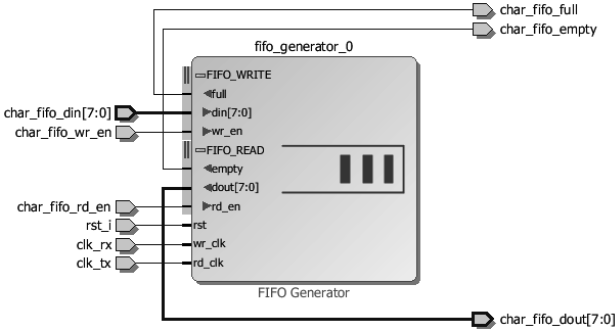 char_fifo_full
char_fifo_empty
fifo_generator_0
FIFO_WRITE
full
char_fifo_din[7:0]
din[7:0]
char_fifo_wr_en
wr_en
FIFO_READ
empty
dout[7:0]
char_fifo_rd_en
rd_en
rst_i
rst
clk_rx
wr_clk
clk_tx
rd_clk
FIFO Generator
char_fifo_dout[7:0]